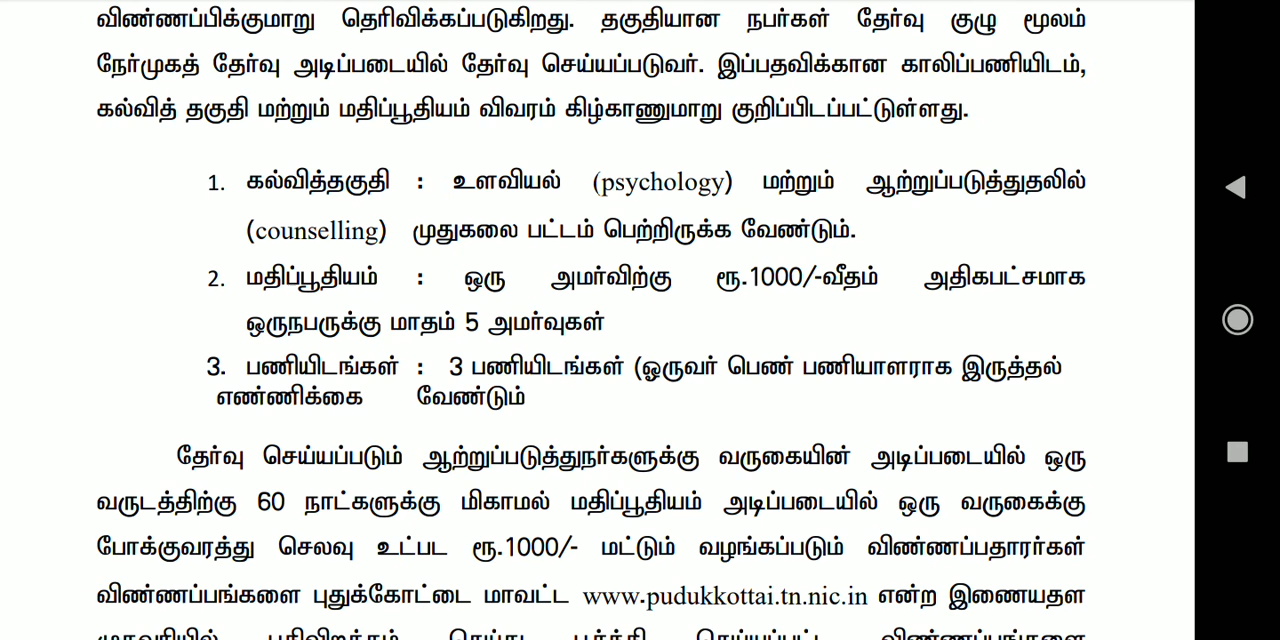 விண்ணப்பிக்குமாறு தெரிவிக்கப்படுகிறது. தகுதியான நபர்கள் தேர்வு குழு மூலம்
நேர்முகத் தேர்வு அடிப்படையில் தேர்வு செய்யப்படுவர். இப்பதவிக்கான காலிப்பணியிடம்,
கல்வித் தகுதி மற்றும் மதிப்பூதியம் விவரம் கிழ்காணுமாறு குறிப்பிடப்பட்டுள்ளது.
1. கல்வித்தகுதி : உளவியல் (psychology) மற்றும் ஆற்றுப்படுத்துதலில்
(counselling) முதுகலை பட்டம் பெற்றிருக்க வேண்டும்.
2. மதிப்பூதியம் : ஒரு அமர்விற்கு ரூ.1000/-வீதம் அதிகபட்சமாக
ஒருநபருக்கு மாதம் 5 அமர்வுகள்
3. பணியிடங்கள் : 3 பணியிடங்கள் (ஓருவர் பெண் பணியாளராக இருத்தல்
எண்ணிக்கை வேண்டும்
தேர்வு செய்யப்படும் ஆற்றுப்படுத்துநர்களுக்கு வருகையின் அடிப்படையில் ஒரு
வருடத்திற்கு 60 நாட்களுக்கு மிகாமல் மதிப்பூதியம் அடிப்படையில் ஒரு வருகைக்கு
போக்குவரத்து செலவு உட்பட ரூ.1000/- மட்டும் வழங்கப்படும் விண்ணப்பதாரர்கள்
விண்ணப்பங்களை புதுக்கோட்டை மாவட்ட www.pudukkottai.tn.nic.in என்ற இணையதள